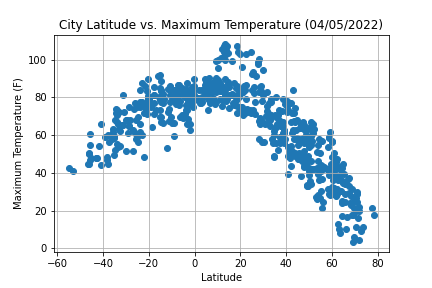 City Latitude vs. Maximum Temperature (04/05/2022)
Maximum Temperature (F)
100
80
60
40
20
0
−60 −40 −20 0 20 40 60 80
Latitude